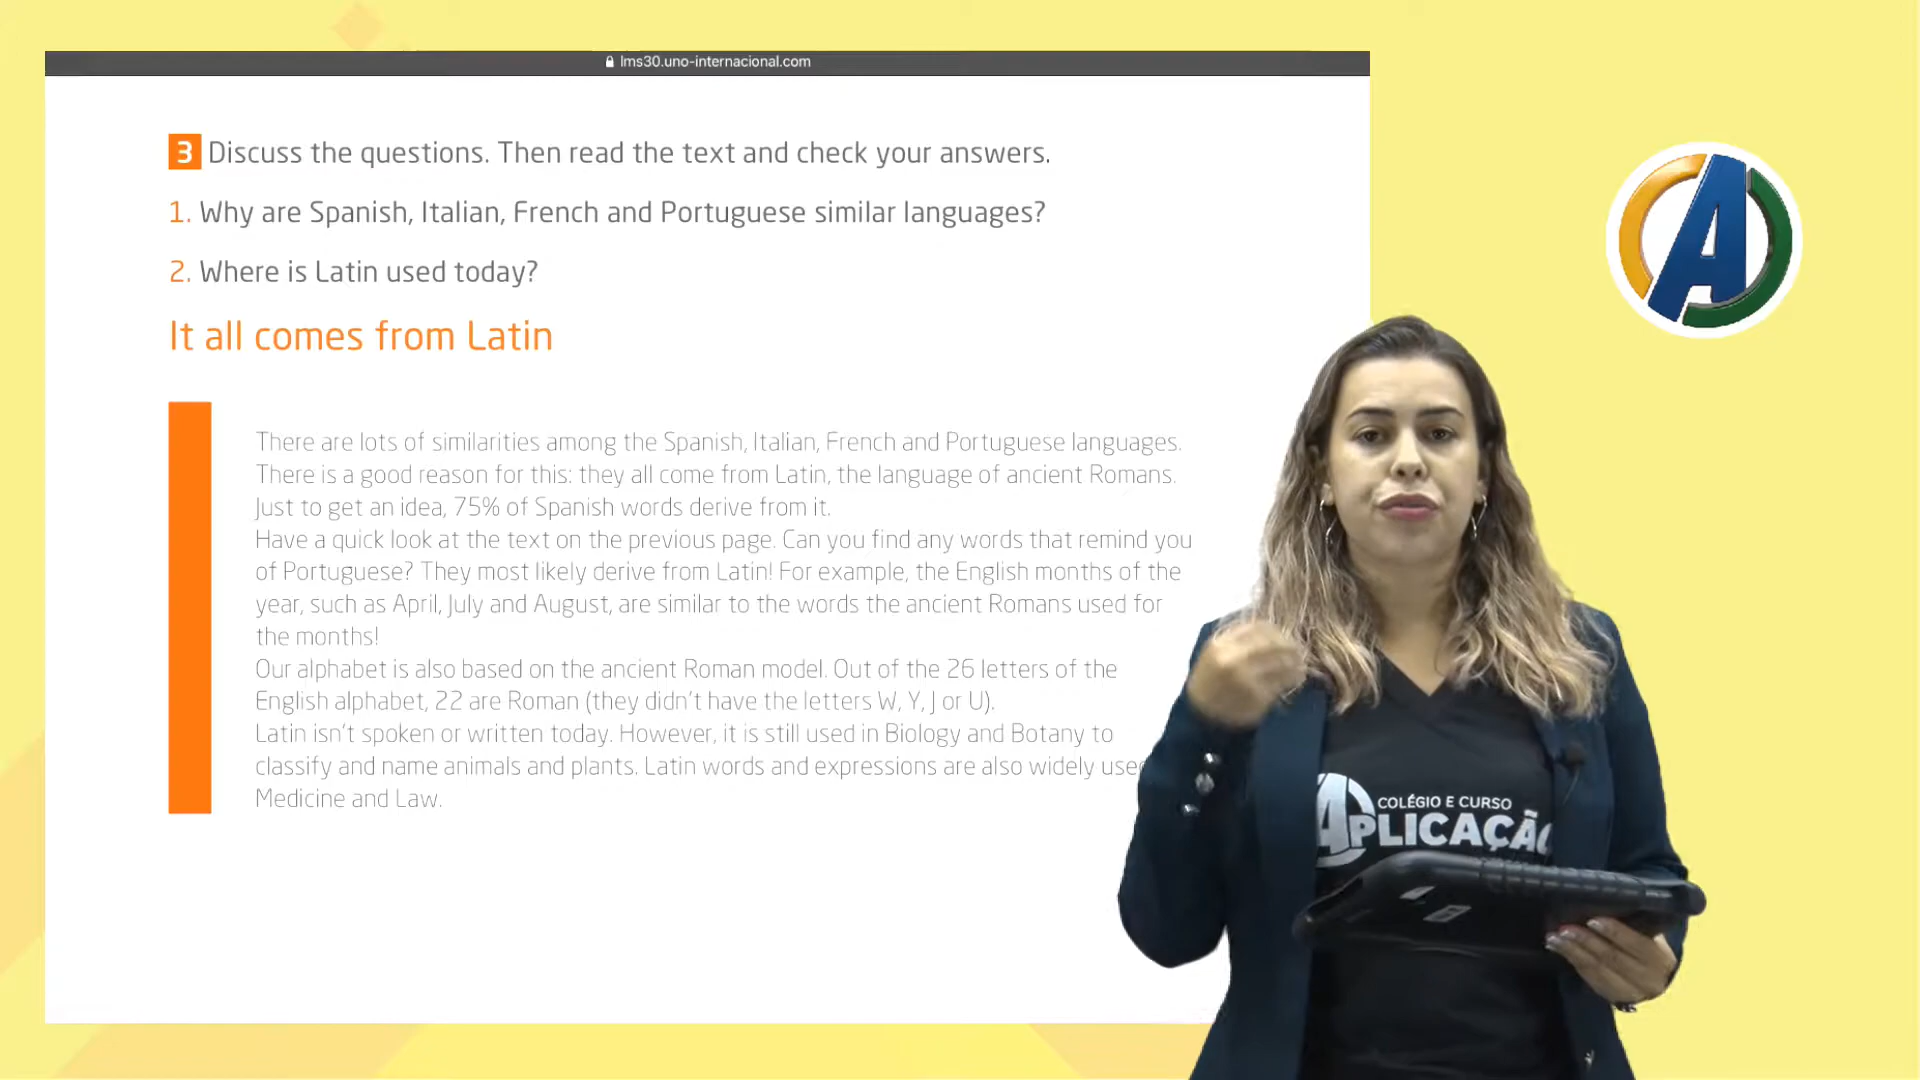 lms30.uno-internacional.com
3 Discuss the questions. Then read the text and check your answers.
1. Why are Spanish, Italian, French and Portuguese similar languages?
2. Where is Latin used today?
It all comes from Latin
There are lots of similarities among the Spanish, Italian, French and Portuguese languages.
There is a good reason for this: they all come from Latin, the language of ancient Romans.
Just to get an idea, 75% of Spanish words derive from it.
Have a quick look at the text on the previous page. Can you find any words that remind you
of Portuguese? They most likely derive from Latin! For example, the English months of the
year, such as April, July and August, are similar to the words the ancient Romans used for
the months!
Our alphabet is also based on the ancient Roman model. Out of the 26 letters of the
English alphabet, 22 are Roman (they didn't have the letters W, Y, J or U).
Latin isn't spoken or written today. However, it is still used in Biology and Botany to
classify and name animals and plants. Latin words and expressions are also widely used
Medicine and Law.
A
COLÉGIO E CURSO
APLICAÇÃO